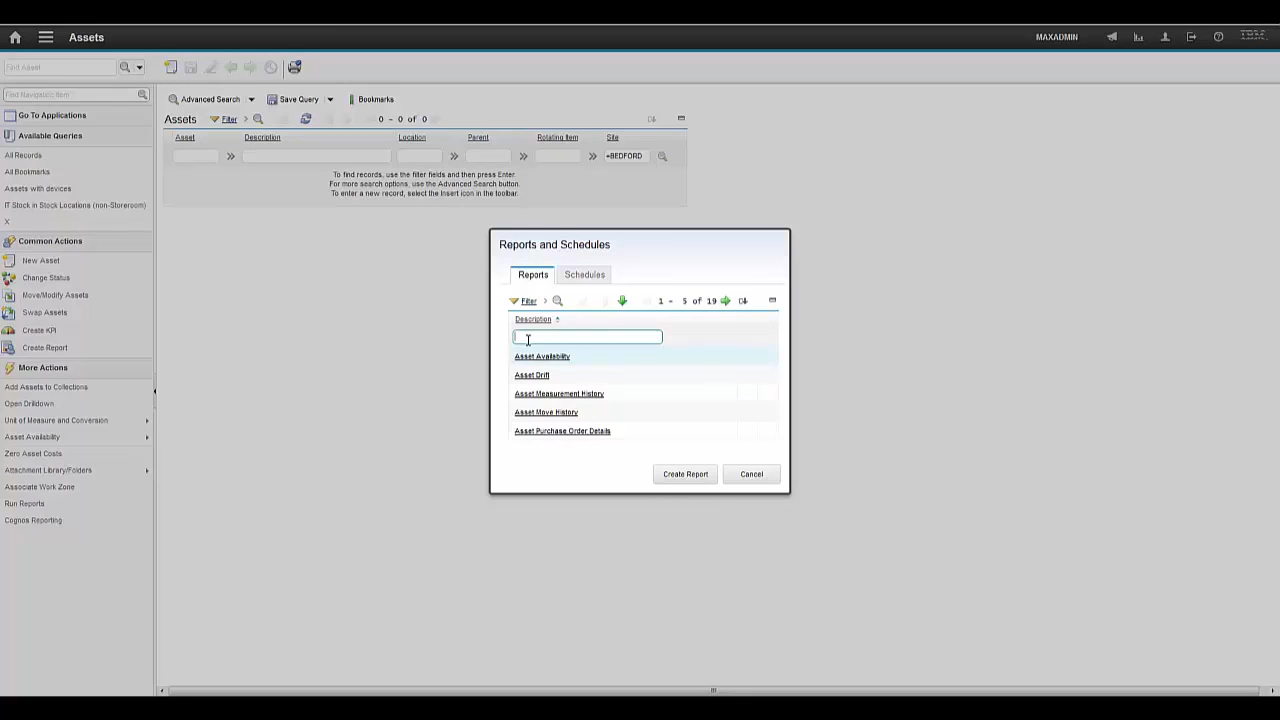 Assets
MAXADMIN
IBM
Find Asset
Find Navigation Item
Go To Applications
Available Queries
All Records
All Bookmarks
Assets with devices
IT Stock in Stock Locations (non-Storeroom)
X
Common Actions
New Asset
Change Status
Move/Modify Assets
Swap Assets
Create KPI
Create Report
More Actions
Add Assets to Collections
Open Drilldown
Unit of Measure and Conversion
Asset Availability
Zero Asset Costs
Attachment Library/Folders
Associate Work Zone
Run Reports
Cognos Reporting
Advanced Search
Save Query
Bookmarks
Assets Filter 0 - 0 of 0
Asset Description Location Parent Rotating Item Site
=BEDFORD
To find records, use the filter fields and then press Enter.
For more search options, use the Advanced Search button.
To enter a new record, select the Insert icon in the toolbar.
Reports and Schedules
Reports Schedules
Filter 1 - 5 of 19
Description
Asset Availability
Asset Drift
Asset Measurement History
Asset Move History
Asset Purchase Order Details
Create Report Cancel